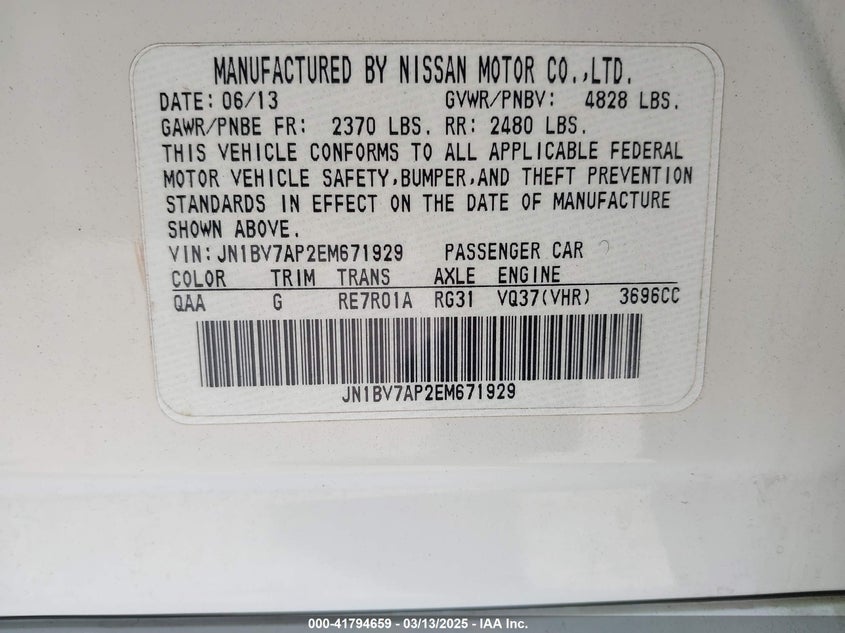 MANUFACTURED BY NISSAN MOTOR CO.,LTD.
DATE: 06/13 GVWR/PNBV: 4828 LBS.
GAWR/PNBE FR: 2370 LBS. RR: 2480 LBS.
THIS VEHICLE CONFORMS TO ALL APPLICABLE FEDERAL
MOTOR VEHICLE SAFETY,BUMPER,AND THEFT PREVENTION
STANDARDS IN EFFECT ON THE DATE OF MANUFACTURE
SHOWN ABOVE.
VIN:JN1BV7AP2EM671929 PASSENGER CAR
COLOR TRIM TRANS AXLE ENGINE
QAA G RE7R01A RG31 VQ37(VHR) 3696CC
JN1BV7AP2EM671929
000-41794659 / 03/13/2025 - IAA Inc.